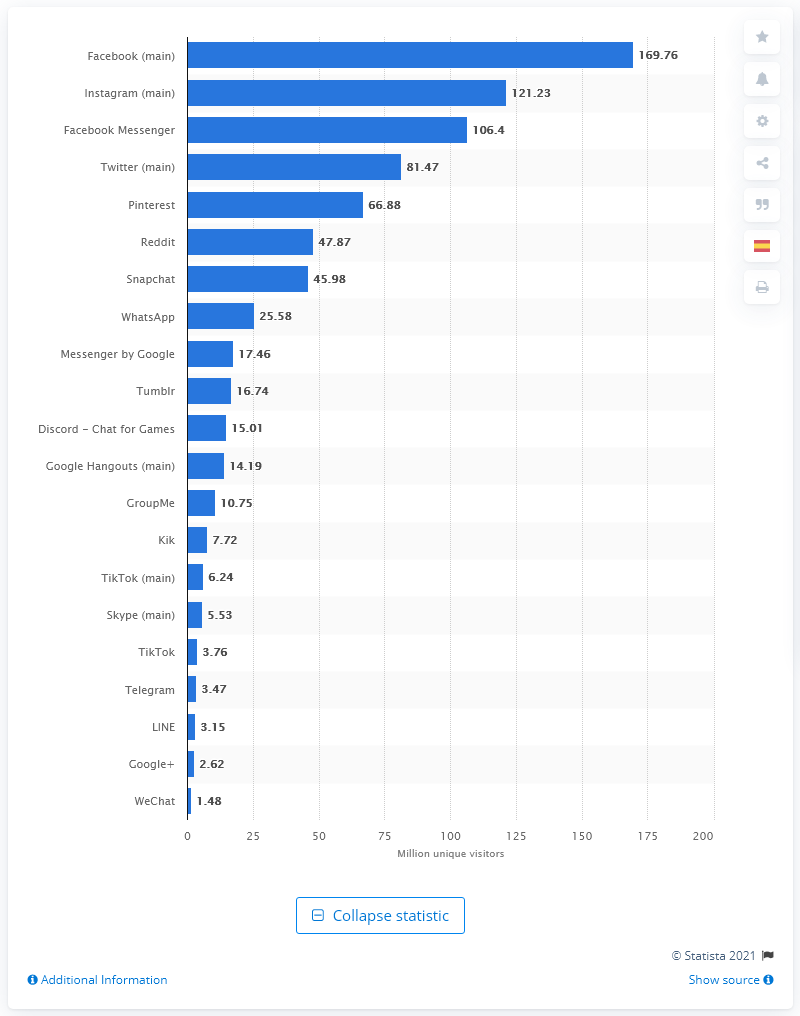 Facebook (main) 169.76
Instagram (main) 121.23
Facebook Messenger 106.4
Twitter (main) 81.47
Pinterest 66.88
Reddit 47.87
Snapchat 45.98
WhatsApp 25.58
Messenger by Google 17.46
Tumblr 16.74
Discord – Chat for Games 15.01
Google Hangouts (main) 14.19
GroupMe 10.75
Kik 7.72
TikTok (main) 6.24
Skype (main) 5.53
TikTok 3.76
Telegram 3.47
LINE 3.15
Google+ 2.62
WeChat 1.48
0 25 50 75 100 125 150 175 200
Million unique visitors
Collapse statistic
© Statista 2021
Additional Information Show source